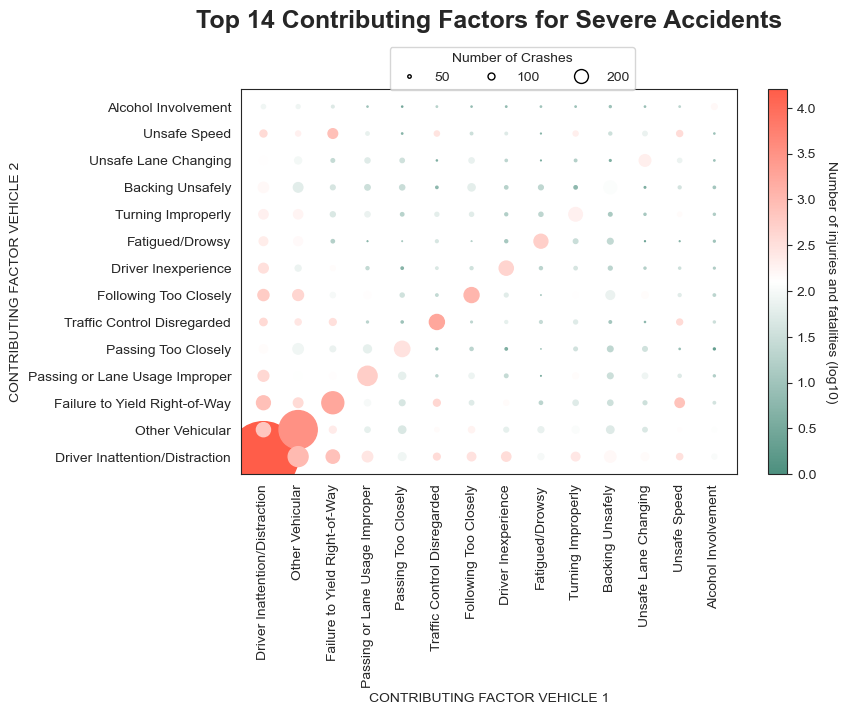 Top 14 Contributing Factors for Severe Accidents
Number of Crashes
50 100 200
CONTRIBUTING FACTOR VEHICLE 2
Alcohol Involvement
Unsafe Speed
Unsafe Lane Changing
Backing Unsafely
Turning Improperly
Fatigued/Drowsy
Driver Inexperience
Following Too Closely
Traffic Control Disregarded
Passing Too Closely
Passing or Lane Usage Improper
Failure to Yield Right-of-Way
Other Vehicular
Driver Inattention/Distraction
Driver Inattention/Distraction
Other Vehicular
Failure to Yield Right-of-Way
Passing or Lane Usage Improper
Passing Too Closely
Traffic Control Disregarded
Following Too Closely
Driver Inexperience
Fatigued/Drowsy
Turning Improperly
Backing Unsafely
Unsafe Lane Changing
Unsafe Speed
Alcohol Involvement
CONTRIBUTING FACTOR VEHICLE 1
4.0
3.5
3.0
2.5
2.0
1.5
1.0
0.5
0.0
Number of injuries and fatalities (log10)